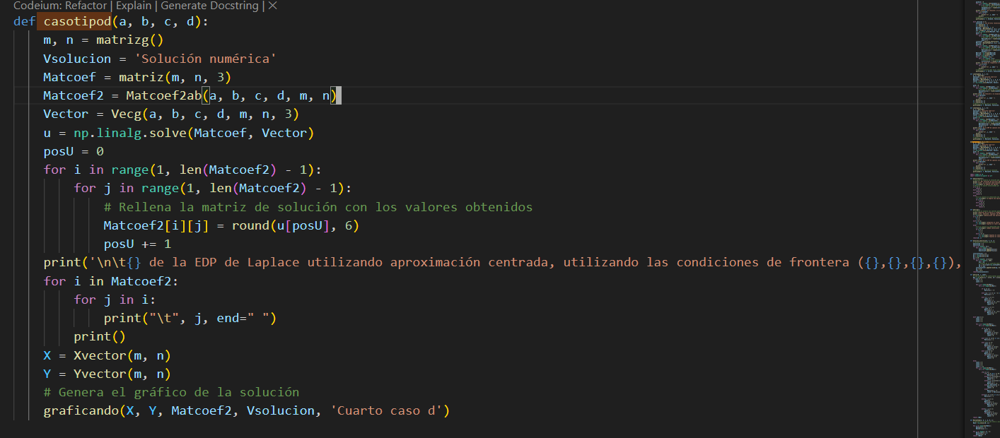 Codeium: Refactor | Explain | Generate Docstring | ×
def casotipod(a, b, c, d):
    m, n = matrizg()
    Vsolucion = 'Solución numérica'
    Matcoef = matriz(m, n, 3)
    Matcoef2 = Matcoef2ab(a, b, c, d, m, n)
    Vector = Vecg(a, b, c, d, m, n, 3)
    u = np.linalg.solve(Matcoef, Vector)
    posU = 0
    for i in range(1, len(Matcoef2) - 1):
        for j in range(1, len(Matcoef2) - 1):
            # Rellena la matriz de solución con los valores obtenidos
            Matcoef2[i][j] = round(u[posU], 6)
            posU += 1
    print('\n\t{} de la EDP de Laplace utilizando aproximación centrada, utilizando las condiciones de frontera ({},{},{},{}),
    for i in Matcoef2:
        for j in i:
            print("\t", j, end=" ")
        print()
    X = Xvector(m, n)
    Y = Yvector(m, n)
    # Genera el gráfico de la solución
    graficando(X, Y, Matcoef2, Vsolucion, 'Cuarto caso d')